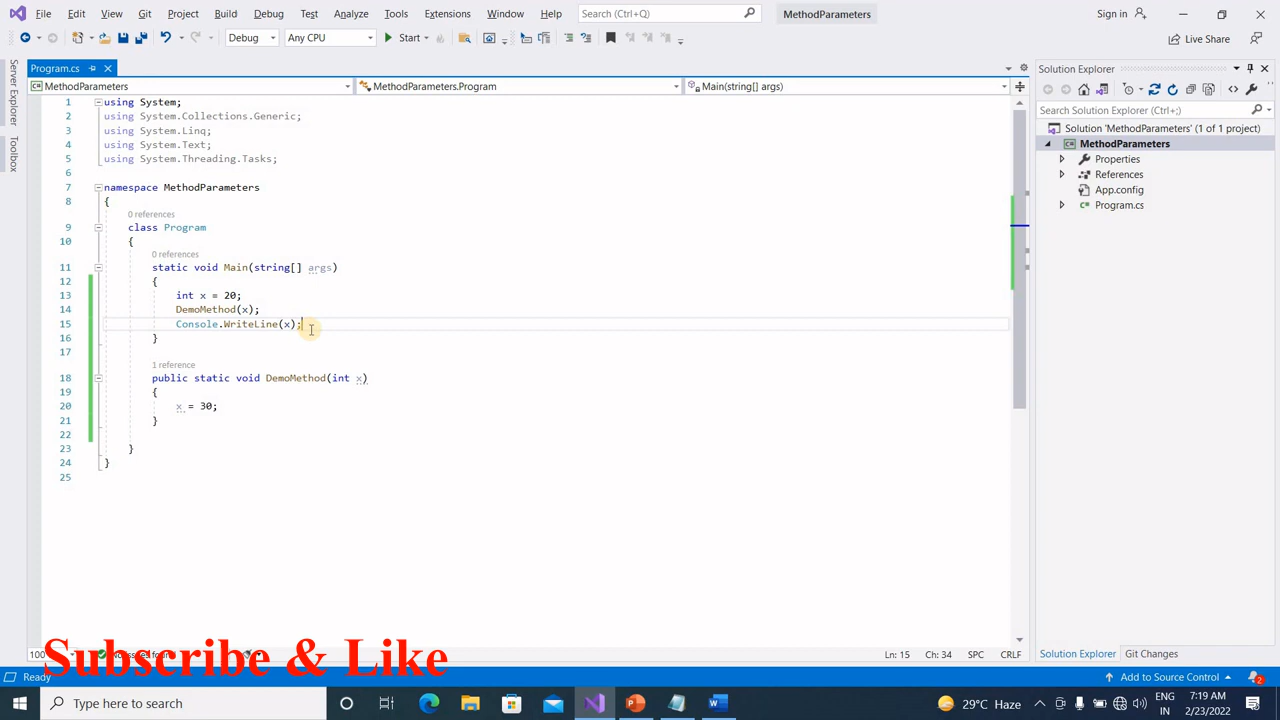 File Edit View Git Project Build Debug Test Analyze Tools Extensions Window Help Search (Ctrl+Q) MethodParameters Sign in
Debug Any CPU Start Live Share
Server Explorer
Toolbox
Program.cs
MethodParameters MethodParameters.Program Main(string[] args)
1 using System;
2 using System.Collections.Generic;
3 using System.Linq;
4 using System.Text;
5 using System.Threading.Tasks;
6
7 namespace MethodParameters
8 {
0 references
9 class Program
10 {
0 references
11 static void Main(string[] args)
12 {
13 int x = 20;
14 DemoMethod(x);
15 Console.WriteLine(x);
16 }
17
1 reference
18 public static void DemoMethod(int x)
19 {
20 x = 30;
21 }
22
23 }
24 }
25
Solution Explorer
Search Solution Explorer (Ctrl+;)
Solution 'MethodParameters' (1 of 1 project)
MethodParameters
Properties
References
App.config
Program.cs
Solution Explorer Git Changes
Subscribe & Like
100 Ln: 15 Ch: 34 SPC CRLF
Ready Add to Source Control 2
Type here to search 29°C Haze ENG IN 7:19 AM 2/23/2022